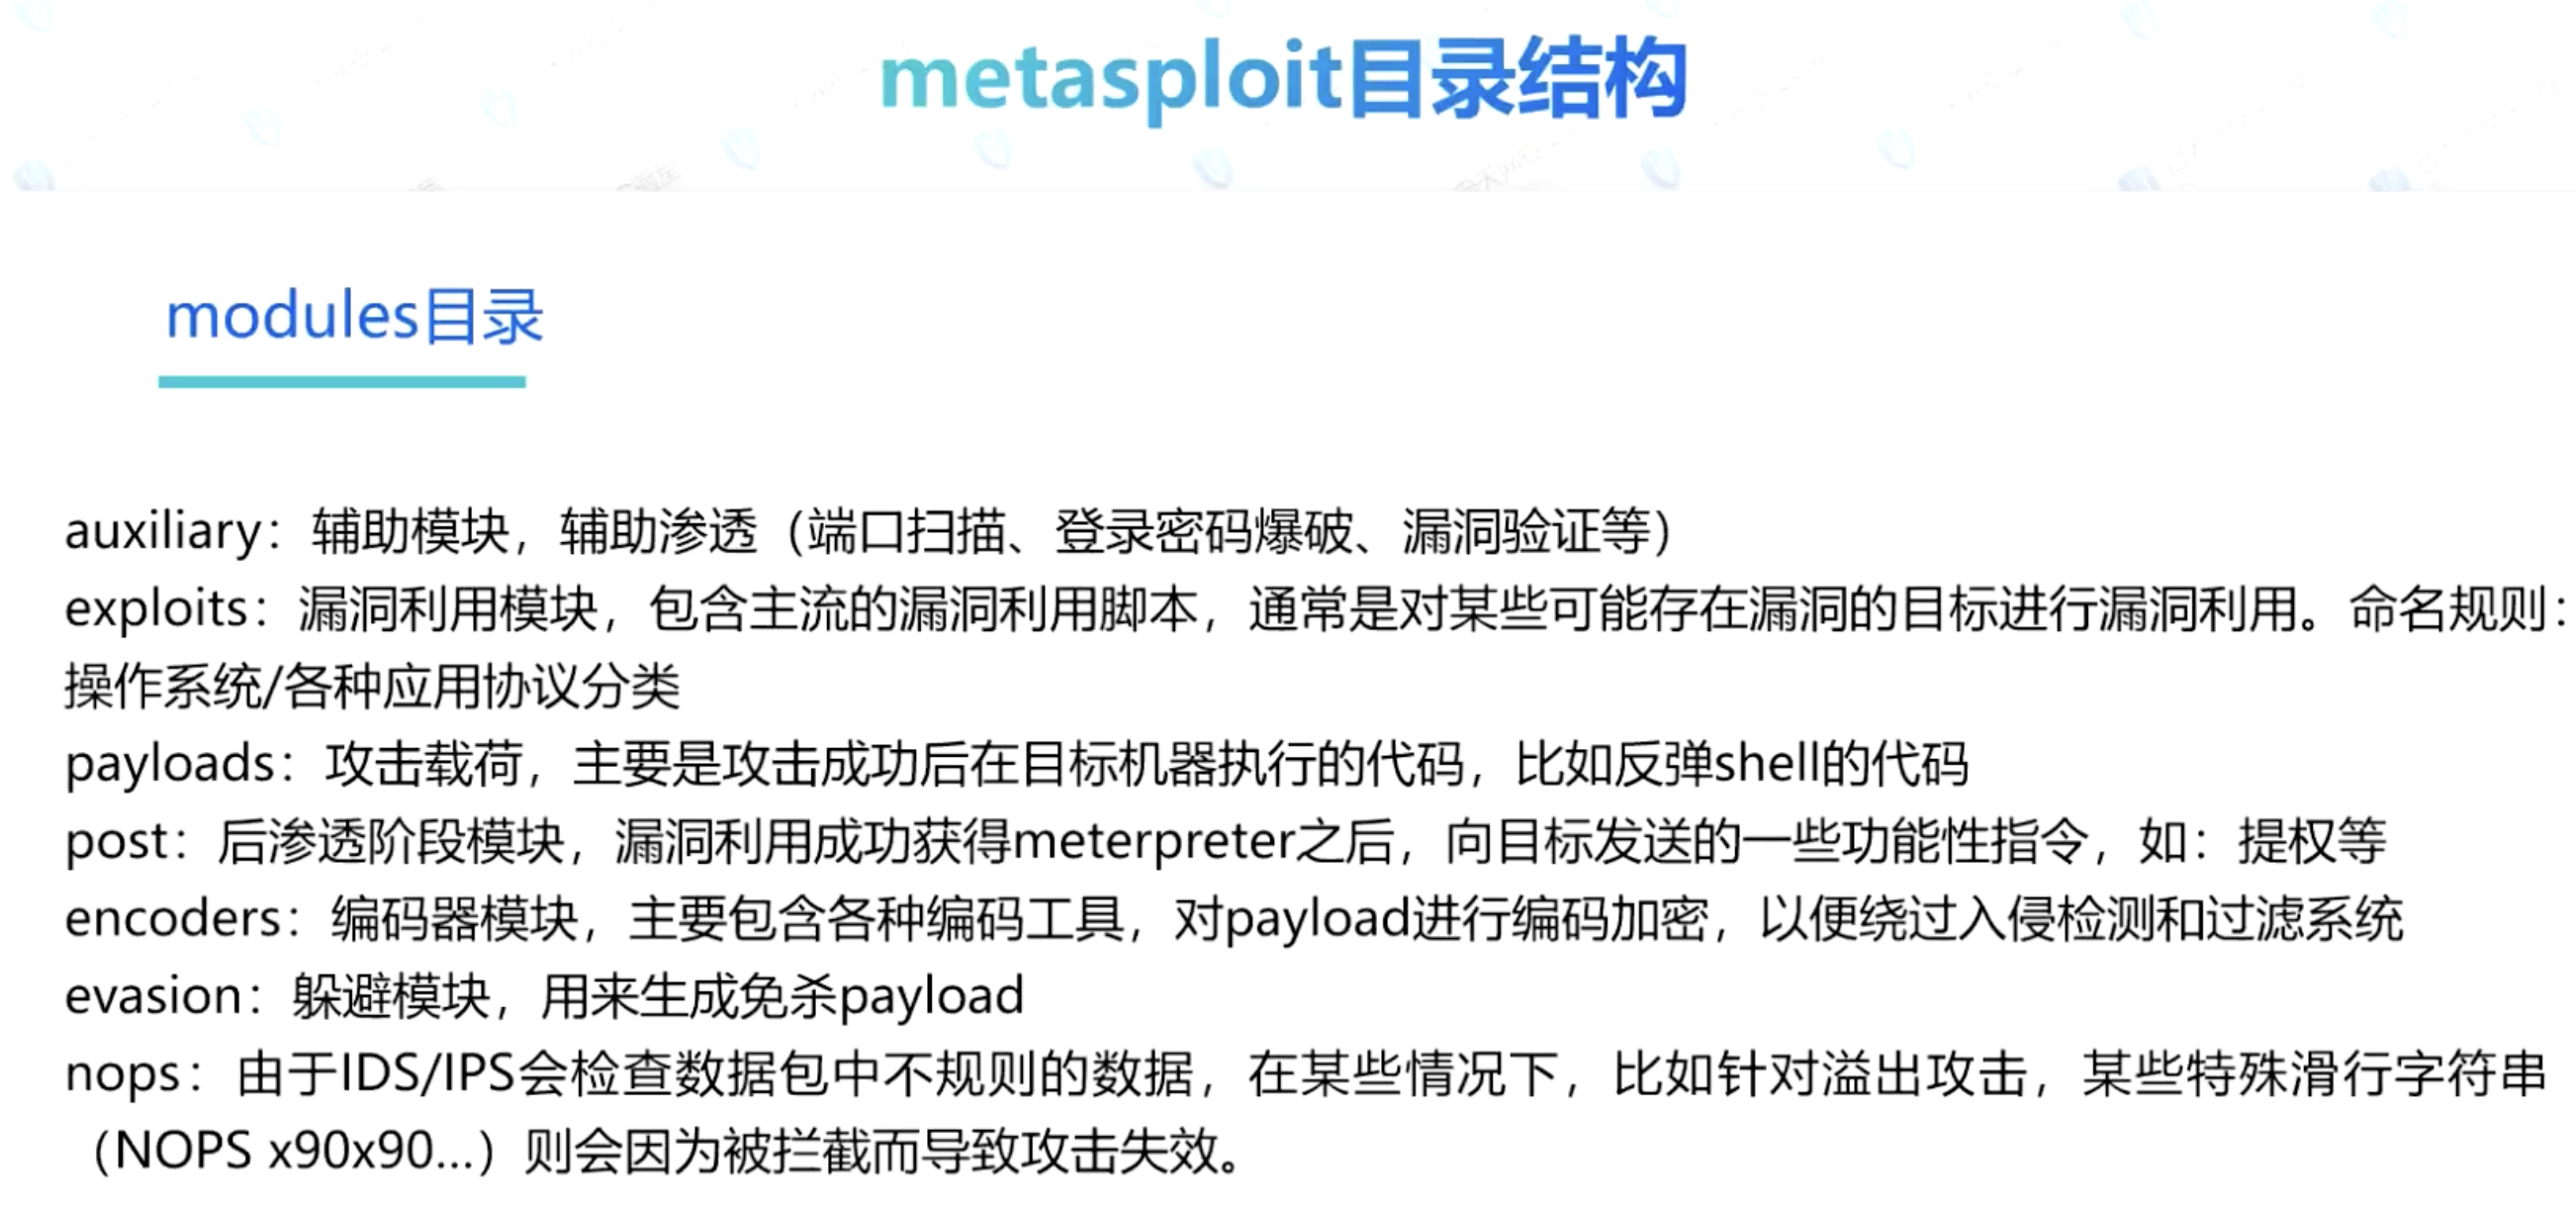 metasploit目录结构
modules目录
auxiliary：辅助模块，辅助渗透（端口扫描、登录密码爆破、漏洞验证等）
exploits：漏洞利用模块，包含主流的漏洞利用脚本，通常是对某些可能存在漏洞的目标进行漏洞利用。命名规则：
操作系统/各种应用协议分类
payloads：攻击载荷，主要是攻击成功后在目标机器执行的代码，比如反弹shell的代码
post：后渗透阶段模块，漏洞利用成功获得meterpreter之后，向目标发送的一些功能性指令，如：提权等
encoders：编码器模块，主要包含各种编码工具，对payload进行编码加密，以便绕过入侵检测和过滤系统
evasion：躲避模块，用来生成免杀payload
nops：由于IDS/IPS会检查数据包中不规则的数据，在某些情况下，比如针对溢出攻击，某些特殊滑行字符串
（NOPS x90x90...）则会因为被拦截而导致攻击失效。